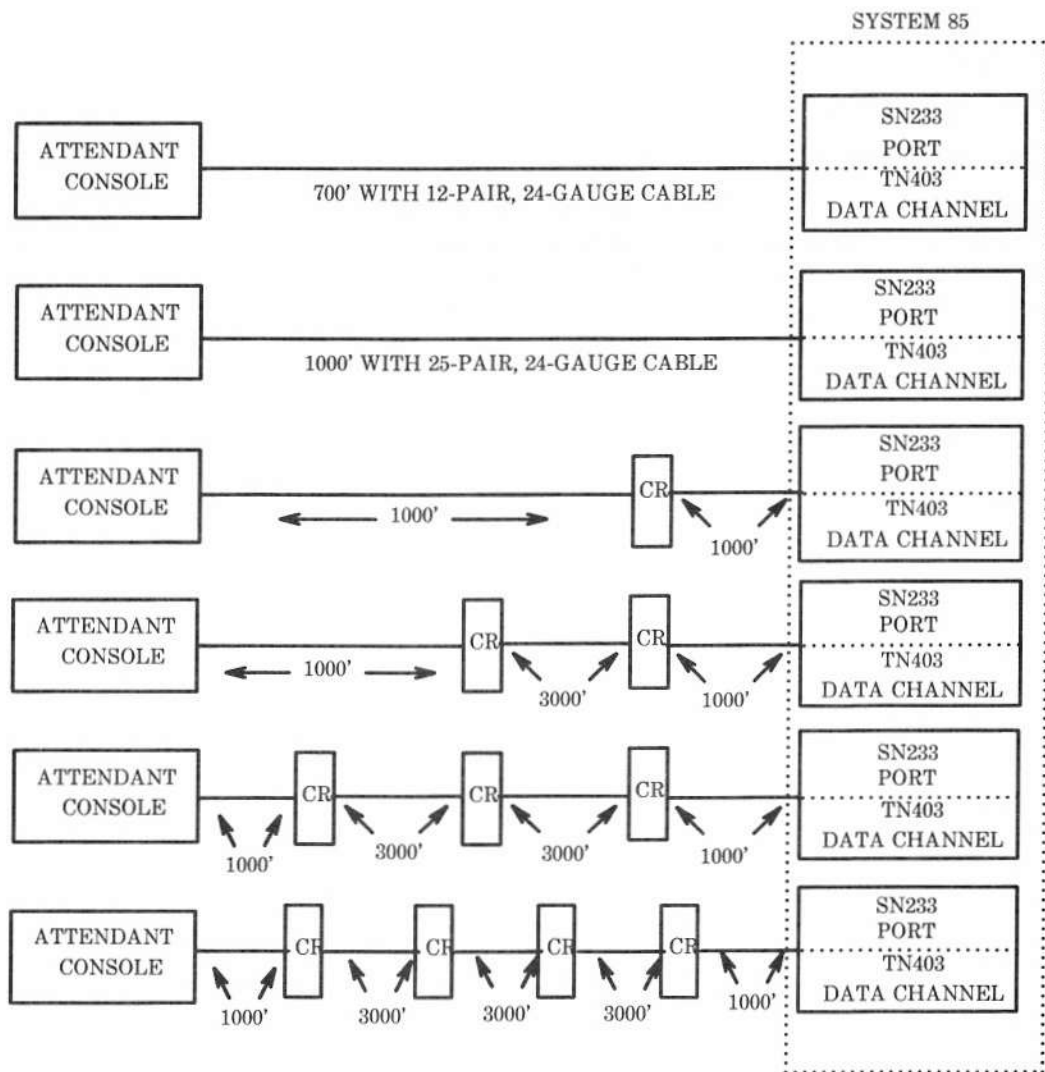 SYSTEM 85
ATTENDANT
CONSOLE
700' WITH 12-PAIR, 24-GAUGE CABLE
SN233
PORT
TN403
DATA CHANNEL
ATTENDANT
CONSOLE
1000' WITH 25-PAIR, 24-GAUGE CABLE
SN233
PORT
TN403
DATA CHANNEL
ATTENDANT
CONSOLE
1000'
CR
1000'
SN233
PORT
TN403
DATA CHANNEL
ATTENDANT
CONSOLE
1000'
CR
3000'
CR
1000'
SN233
PORT
TN403
DATA CHANNEL
ATTENDANT
CONSOLE
1000'
CR
3000'
CR
3000'
CR
1000'
SN233
PORT
TN403
DATA CHANNEL
ATTENDANT
CONSOLE
1000'
CR
3000'
CR
3000'
CR
3000'
CR
1000'
SN233
PORT
TN403
DATA CHANNEL